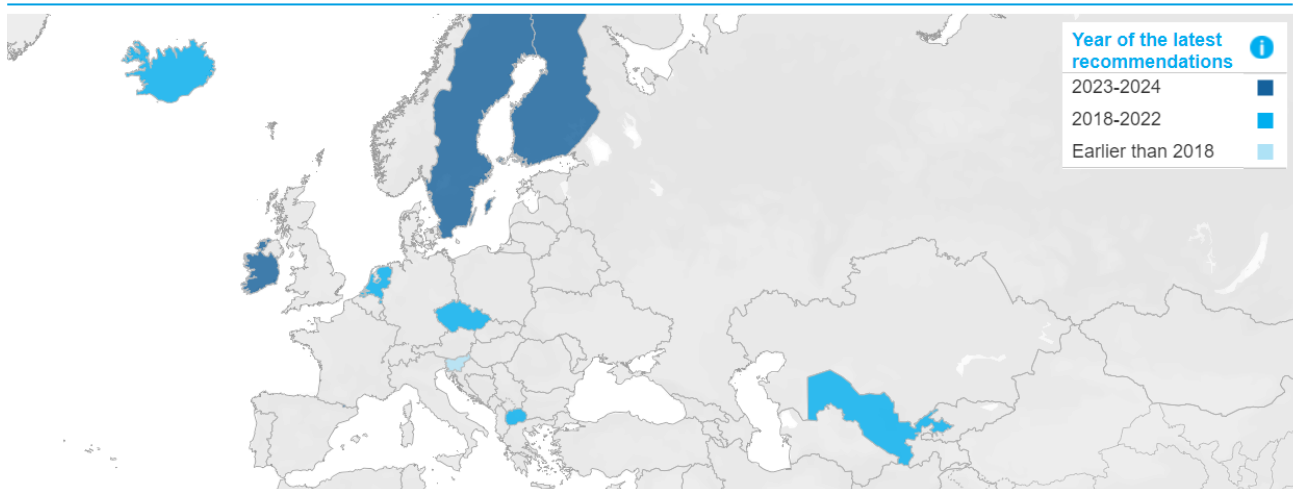 Year of the latest
recommendations
i
2023-2024
2018-2022
Earlier than 2018